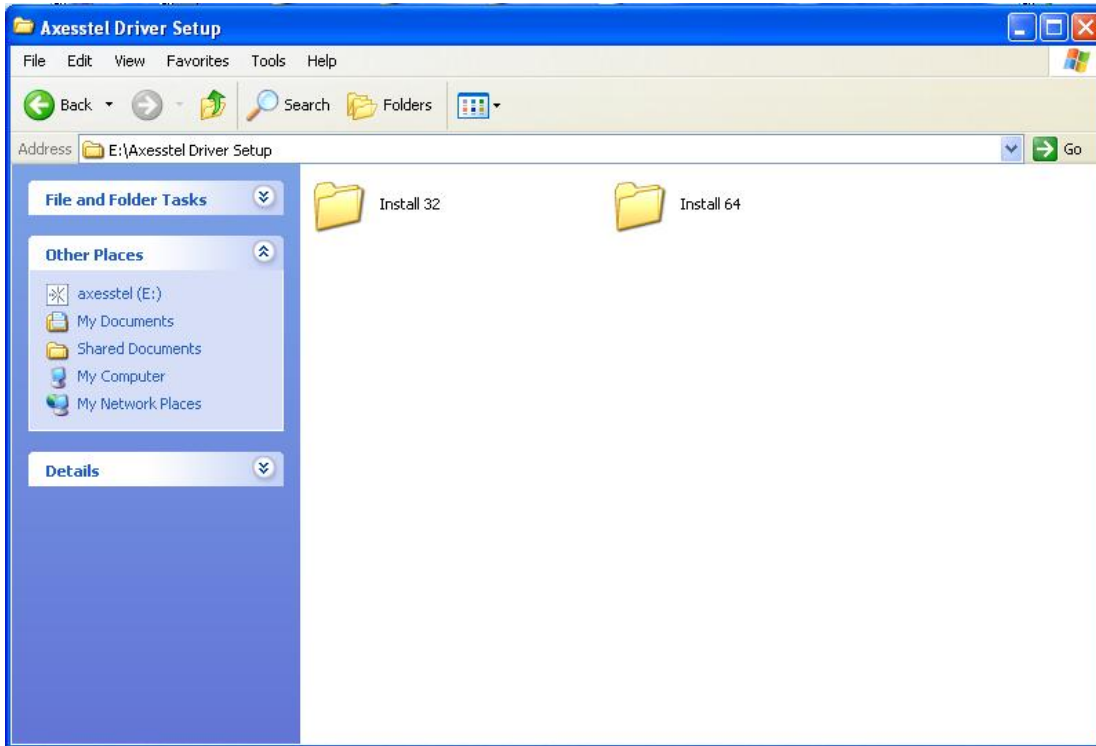 Axesstel Driver Setup
File Edit View Favorites Tools Help
Back Search Folders
Address E:\Axesstel Driver Setup Go
File and Folder Tasks
Install 32 Install 64
Other Places
axesstel (E:)
My Documents
Shared Documents
My Computer
My Network Places
Details